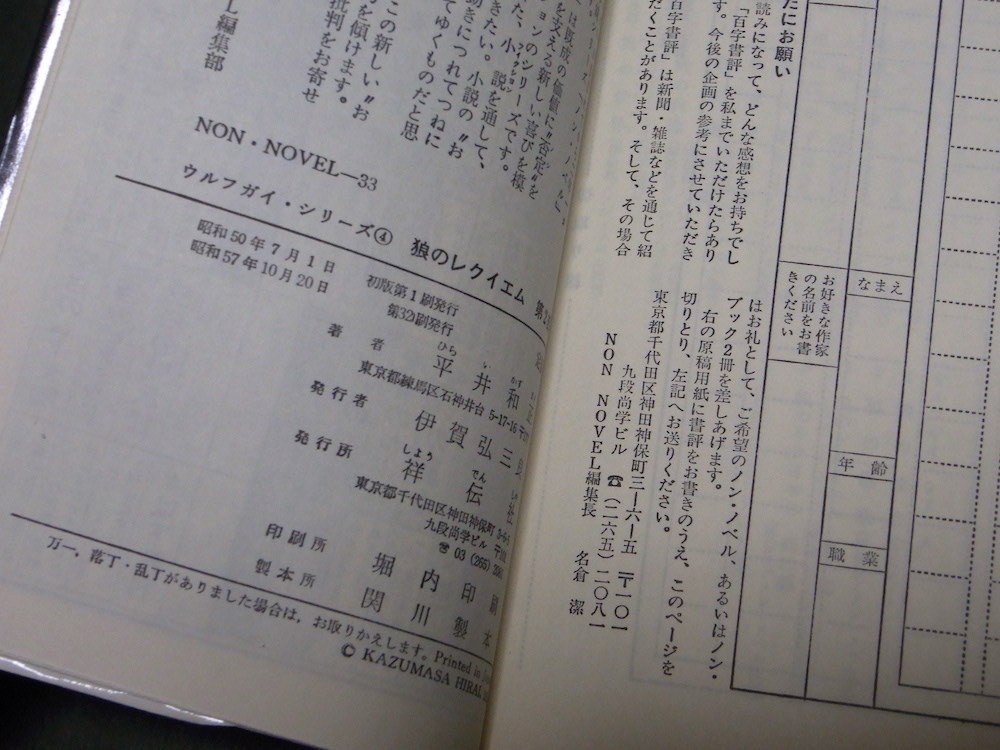 たにお願い
読みになって、どんな感想をお持ちでし
「百字書評」を私までいただけたらあり
す。今後の企画の参考にさせていただき
百字書評」は新聞・雑誌などを通じて紹
だくことがあります。そして、その場合
はお礼として、ご希望のノン・ノベル、あるいはノン・
ブック2冊を差しあげます。
右の原稿用紙に書評をお書きのうえ、このページを
切りとり、左記へお送りください。
東京都千代田区神田神保町三―六―五
九段尚学ビル 〒一〇一
☎(二六五)二〇八一
NON NOVEL編集長 名倉 潔
なまえ
お好きな作家
の名前をお書
きください
年齢
職業
は既成の価値に“否定”を
を支える新しい喜びを模
ションのシリーズです。
た、小説を通して、
きたい。小説の“お
動きにつれてつねに
てゆくものだと思
この新しい“お
を傾けます。
批判をお寄せ
L編集部
NON・NOVEL―33
ウルフガイ・シリーズ④ 狼のレクイエム 第
昭和50年7月1日 初版第1刷発行
昭和57年10月20日 第32刷発行
著者 平井和
ひら い かず
東京都練馬区石神井台5-17-16
発行者 伊賀弘三
発行所 祥伝
しよう でん
東京都千代田区神田神保町
九段尚学ビル
☎03(265)
印刷所 堀内印刷
製本所 関川製本
万一、落丁・乱丁がありました場合は、お取りかえします。Printed in
© KAZUMASA HIRAI,